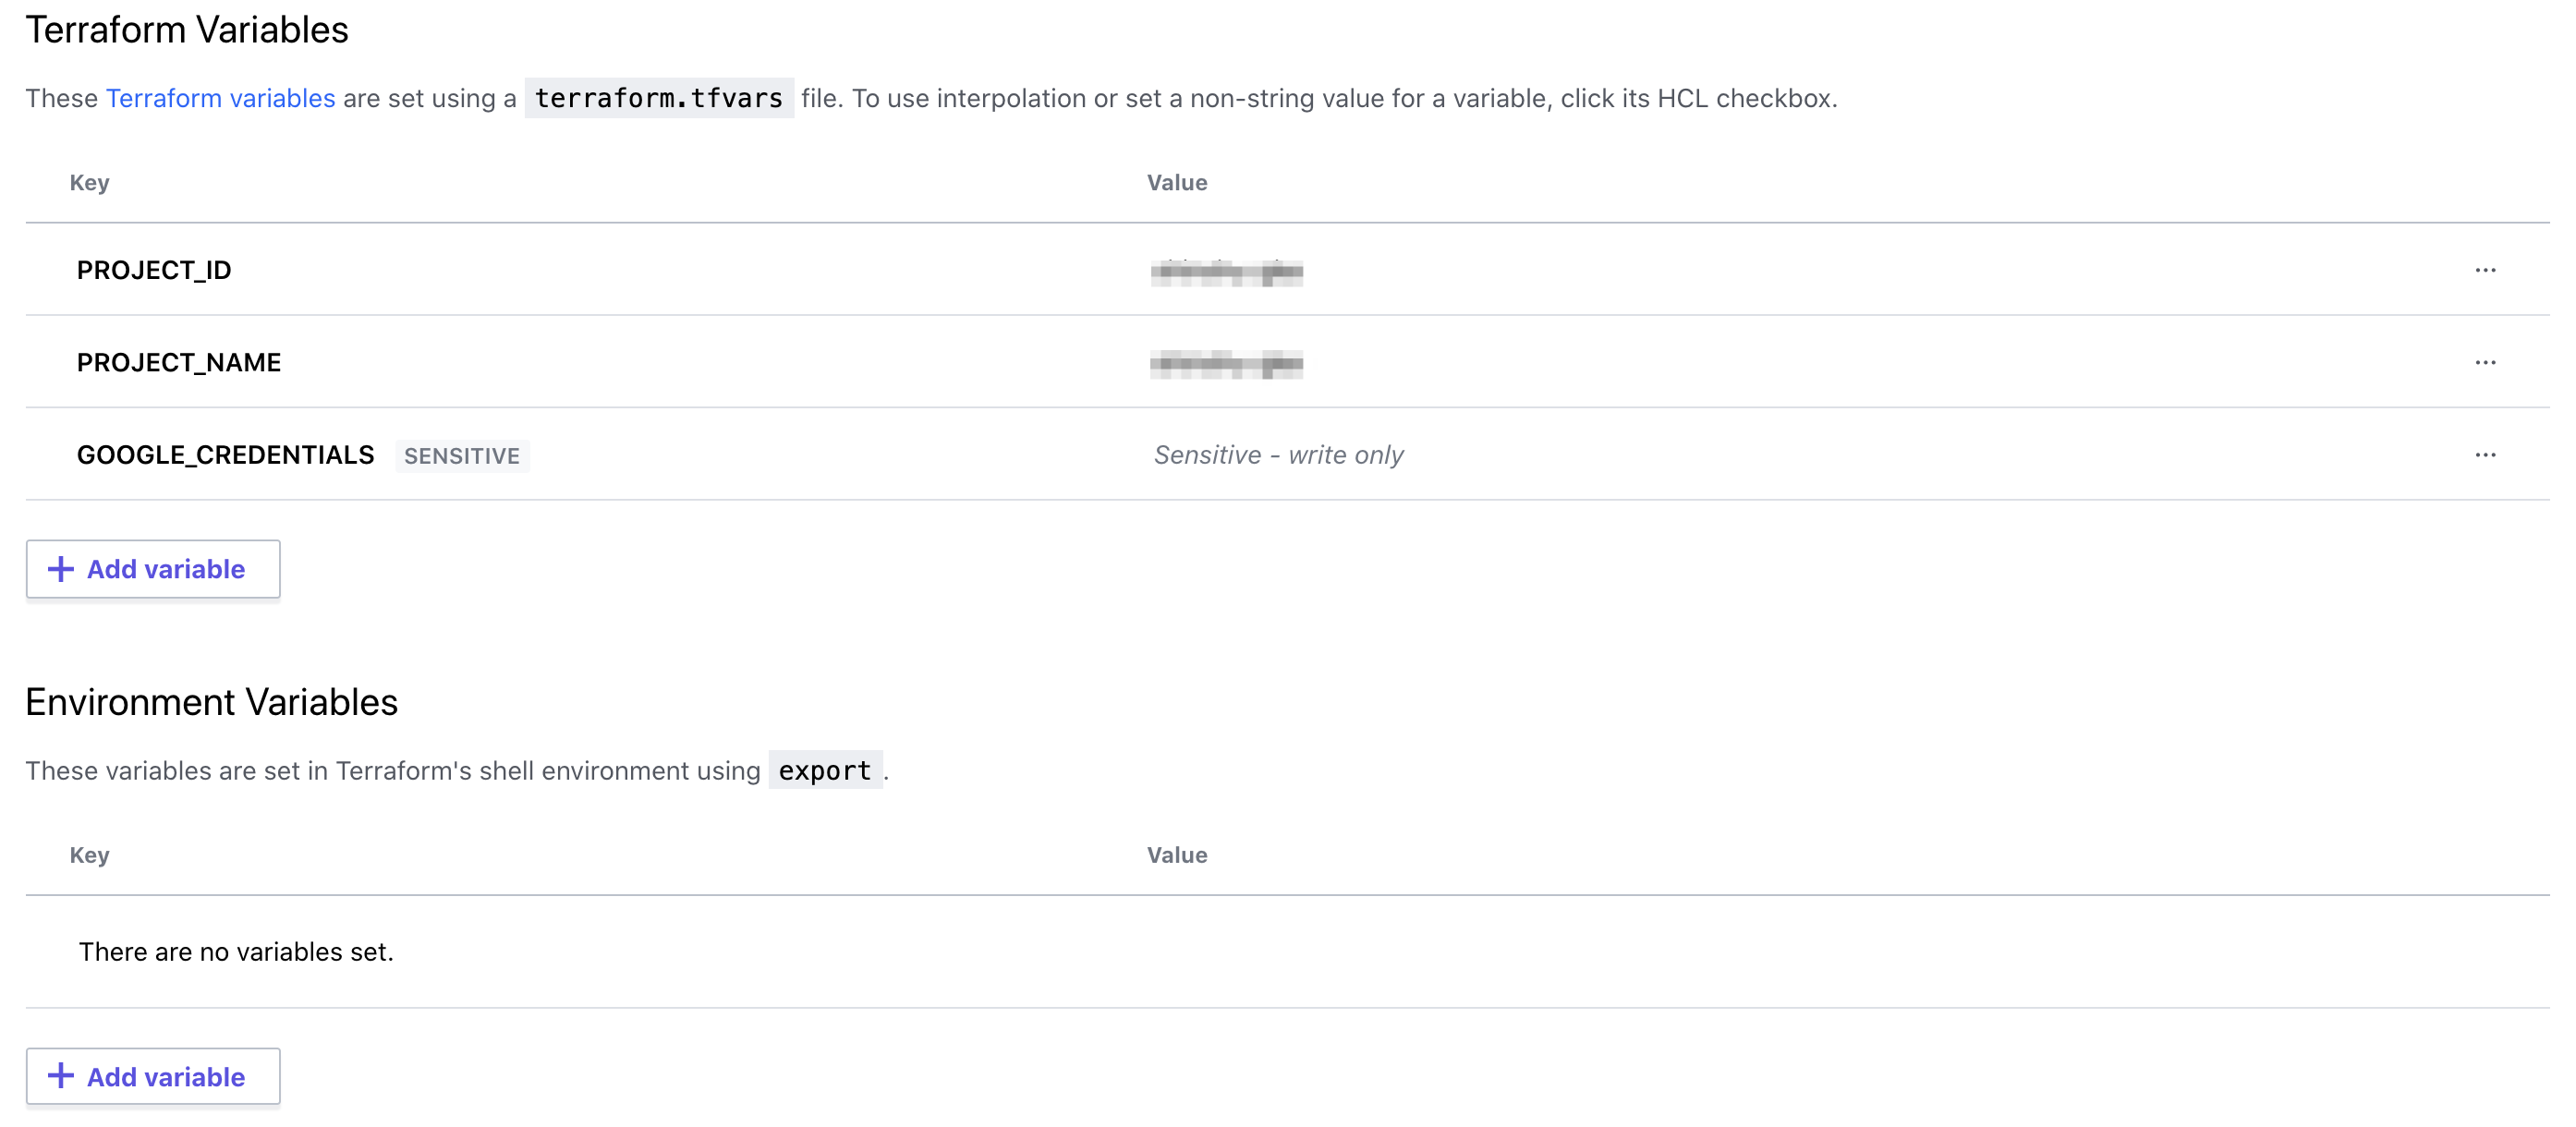 Terraform Variables
These Terraform variables are set using a terraform.tfvars file. To use interpolation or set a non-string value for a variable, click its HCL checkbox.
Key Value
PROJECT_ID ...
PROJECT_NAME ...
GOOGLE_CREDENTIALS SENSITIVE Sensitive - write only ...
+ Add variable
Environment Variables
These variables are set in Terraform's shell environment using export .
Key Value
There are no variables set.
+ Add variable